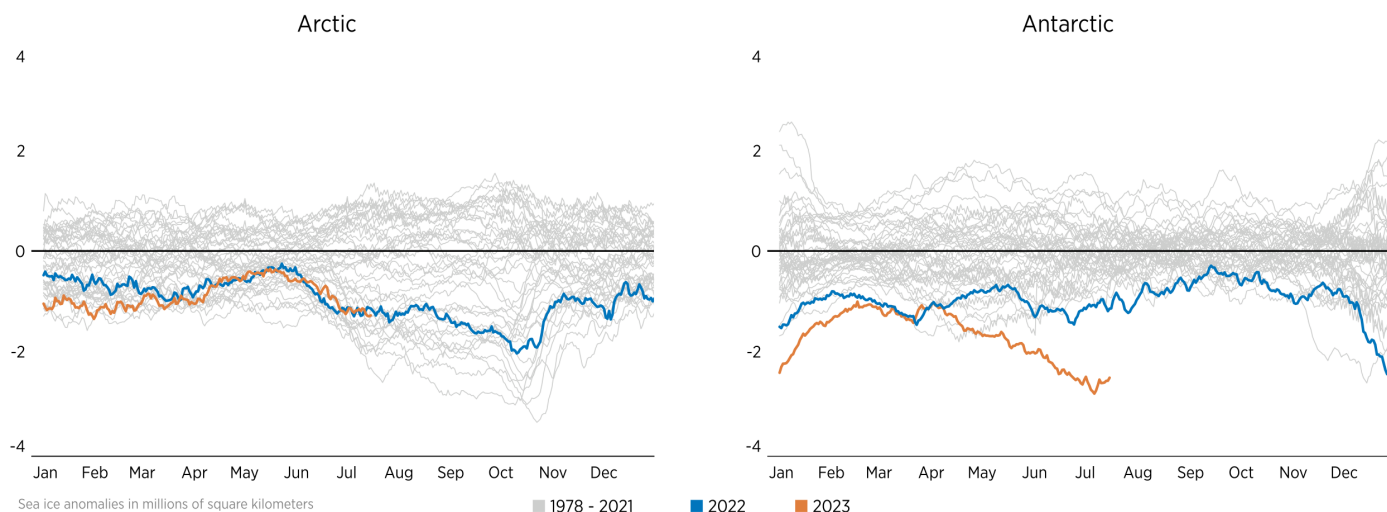 Arctic
4
2
0
-2
-4
Jan Feb Mar Apr May Jun Jul Aug Sep Oct Nov Dec
Antarctic
4
2
0
-2
-4
Jan Feb Mar Apr May Jun Jul Aug Sep Oct Nov Dec
Sea ice anomalies in millions of square kilometers
1978 - 2021 2022 2023